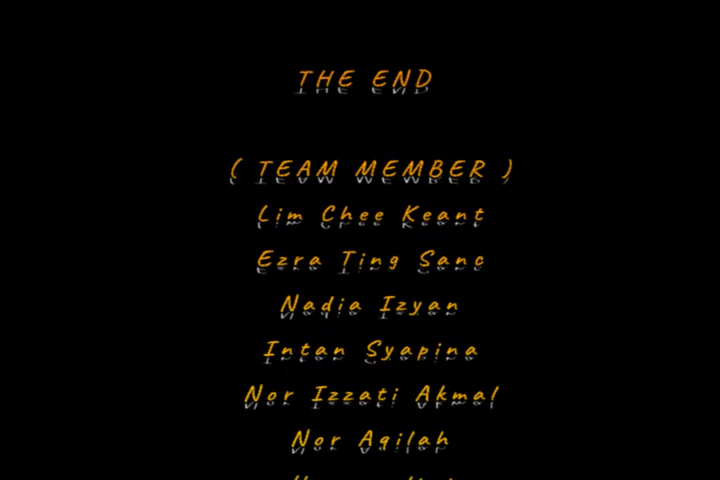 THE END
( TEAM MEMBER )
Lim Chee Keant
Ezra Ting Sanc
Nadia Izyan
Intan Syapina
Nor Izzati Akmal
Nor Aqilah